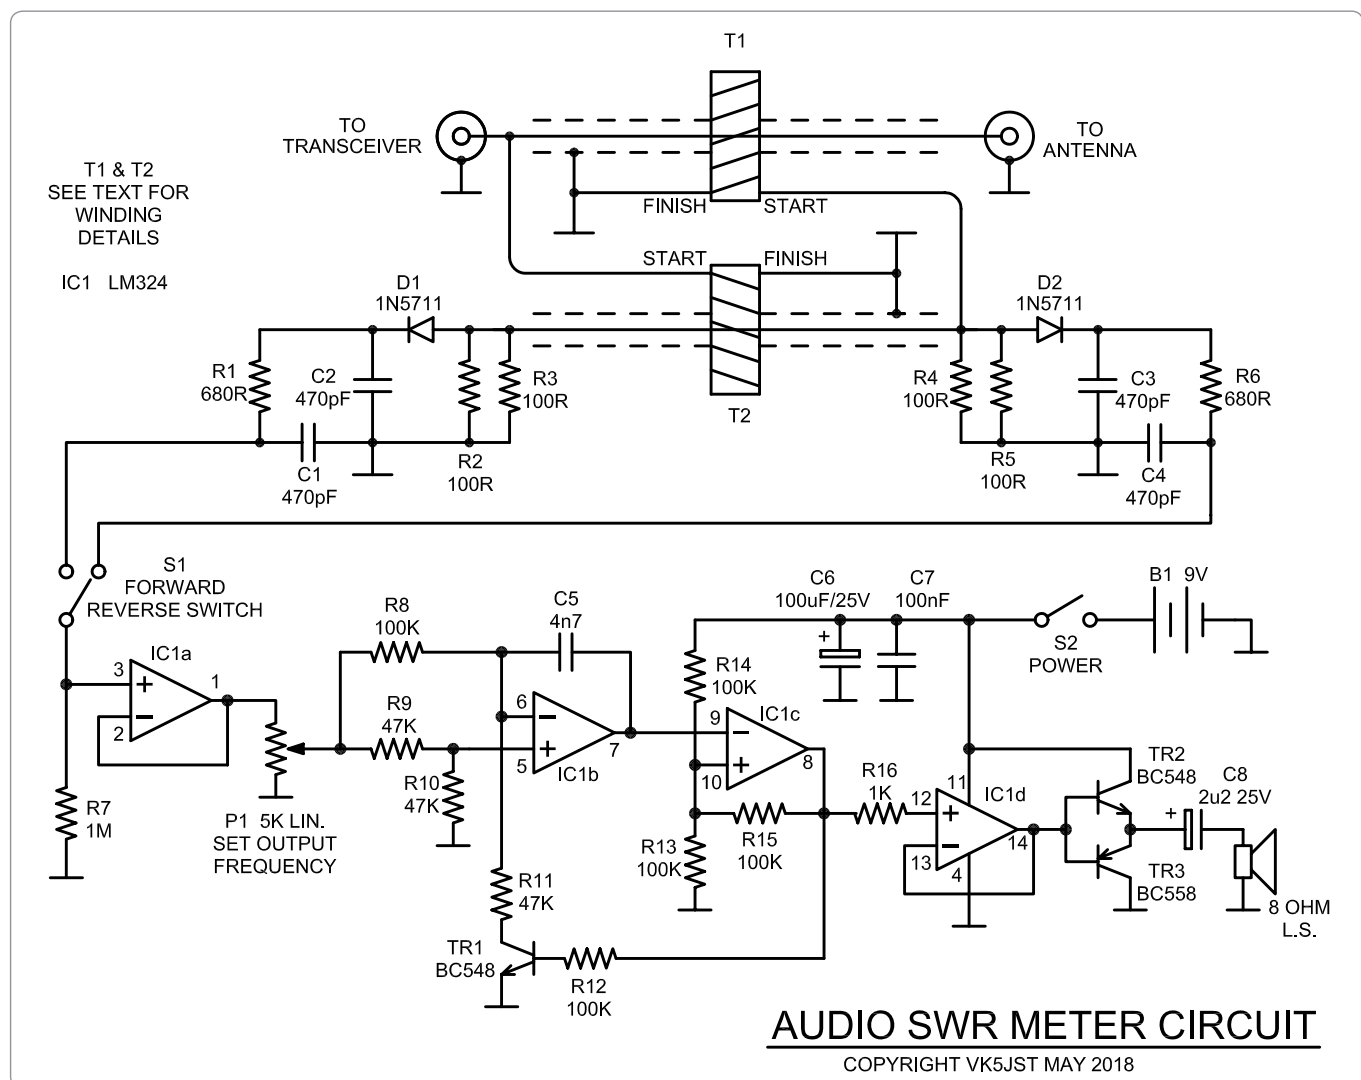 T1
TO
TRANSCEIVER
TO
ANTENNA
T1 & T2
SEE TEXT FOR
WINDING
DETAILS
IC1 LM324
FINISH
START
START
FINISH
T2
D1
1N5711
D2
1N5711
R1
680R
C2
470pF
R3
100R
R4
100R
C3
470pF
R6
680R
C1
470pF
R2
100R
R5
100R
C4
470pF
S1
FORWARD
REVERSE SWITCH
R8
100K
C5
4n7
C6
100uF/25V
+
C7
100nF
B1 9V
S2
POWER
IC1a
3
+
1
2
−
R9
47K
6
−
+
5
7
IC1b
R14
100K
9
−
+
10
8
IC1c
R7
1M
P1 5K LIN.
SET OUTPUT
FREQUENCY
R10
47K
R16
1K
11
12
+
IC1d
13
−
14
4
TR2
BC548
C8
2u2 25V
+
R13
100K
R15
100K
R11
47K
TR3
BC558
8 OHM
L.S.
TR1
BC548
R12
100K
AUDIO SWR METER CIRCUIT
COPYRIGHT VK5JST MAY 2018